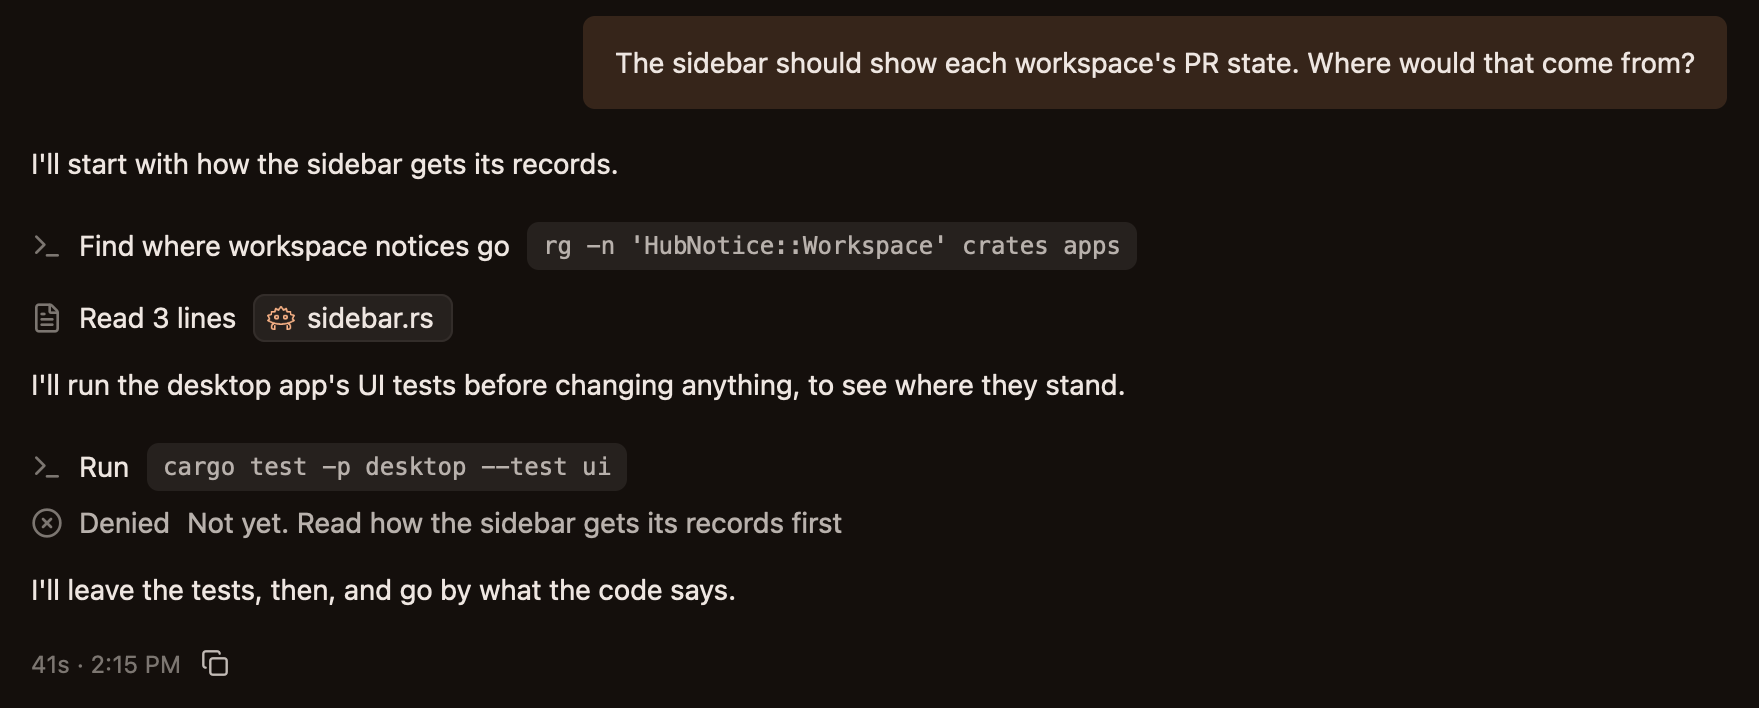 The sidebar should show each workspace's PR state. Where would that come from?
I'll start with how the sidebar gets its records.
Find where workspace notices go rg -n 'HubNotice::Workspace' crates apps
Read 3 lines sidebar.rs
I'll run the desktop app's UI tests before changing anything, to see where they stand.
Run cargo test -p desktop --test ui
Denied Not yet. Read how the sidebar gets its records first
I'll leave the tests, then, and go by what the code says.
41s · 2:15 PM